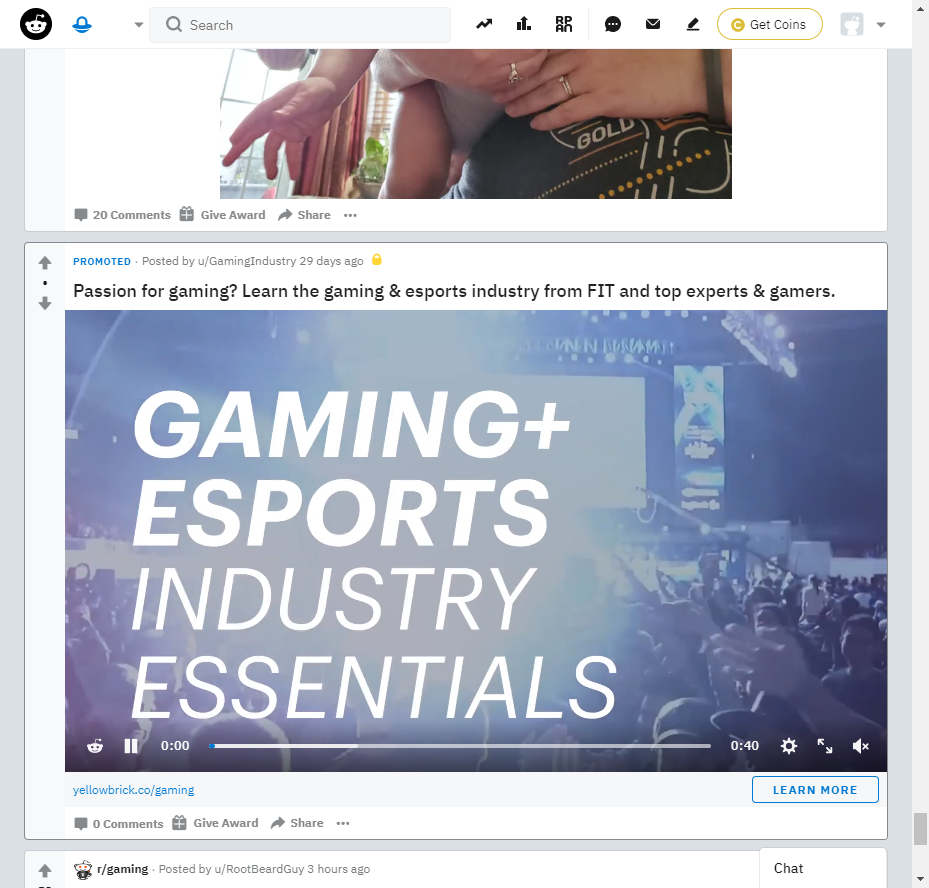 Search
Get Coins
GOLD
20 Comments Give Award Share
PROMOTED · Posted by u/GamingIndustry 29 days ago
Passion for gaming? Learn the gaming & esports industry from FIT and top experts & gamers.
GAMING+
ESPORTS
INDUSTRY
ESSENTIALS
0:00 0:40
yellowbrick.co/gaming LEARN MORE
0 Comments Give Award Share
r/gaming · Posted by u/RootBeardGuy 3 hours ago
Chat